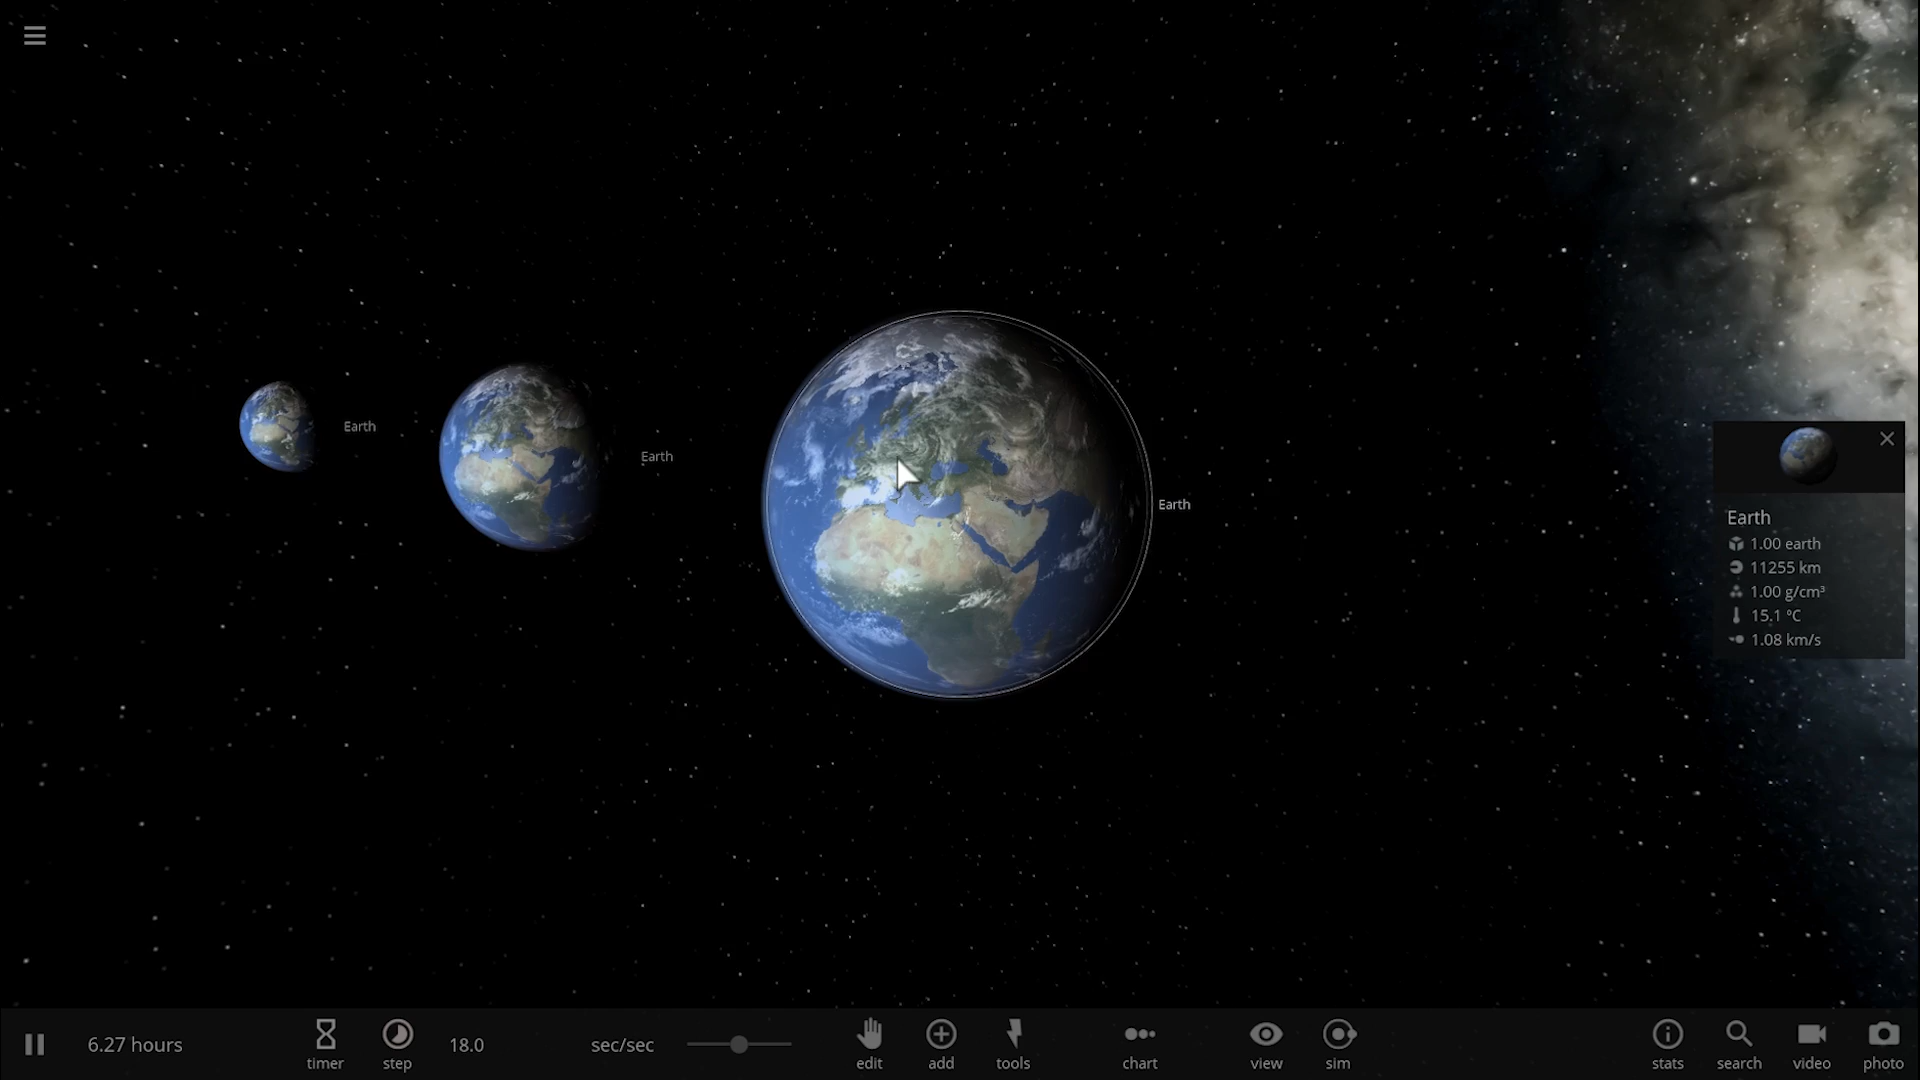 Earth
Earth
Earth
Earth
1.00 earth
11255 km
1.00 g/cm³
15.1 °C
1.08 km/s
6.27 hours
timer
step
18.0
sec/sec
edit
add
tools
chart
view
sim
stats
search
video
photo